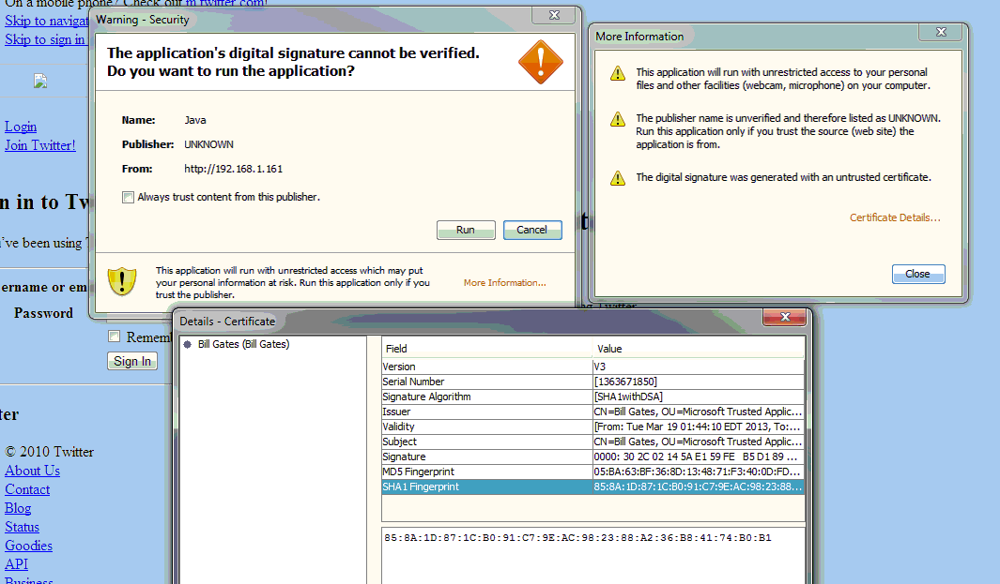 On a mobile phone? Check out m.twitter.com!
Skip to navigat
Skip to sign in
Login
Join Twitter!
n in to Tw
've been using T
ername or em
Password
Rememb
Sign In
ter
© 2010 Twitter
About Us
Contact
Blog
Status
Goodies
API
Business
Warning - Security
The application's digital signature cannot be verified.
Do you want to run the application?
Name: Java
Publisher: UNKNOWN
From: http://192.168.1.161
Always trust content from this publisher.
Run Cancel
This application will run with unrestricted access which may put
your personal information at risk. Run this application only if you
trust the publisher.
More Information...
More Information
This application will run with unrestricted access to your personal
files and other facilities (webcam, microphone) on your computer.
The publisher name is unverified and therefore listed as UNKNOWN.
Run this application only if you trust the source (web site) the
application is from.
The digital signature was generated with an untrusted certificate.
Certificate Details...
Close
Details - Certificate
Bill Gates (Bill Gates)
Field Value
Version V3
Serial Number [1363671850]
Signature Algorithm [SHA1withDSA]
Issuer CN=Bill Gates, OU=Microsoft Trusted Applic...
Validity [From: Tue Mar 19 01:44:10 EDT 2013, To:...
Subject CN=Bill Gates, OU=Microsoft Trusted Applic...
Signature 0000: 30 2C 02 14 5A E1 59 FE B5 D1 89 ...
MD5 Fingerprint 05:BA:63:BF:36:8D:13:48:71:F3:40:0D:FD...
SHA1 Fingerprint 85:8A:1D:87:1C:B0:91:C7:9E:AC:98:23:88...
85:8A:1D:87:1C:B0:91:C7:9E:AC:98:23:88:A2:36:B8:41:74:B0:B1